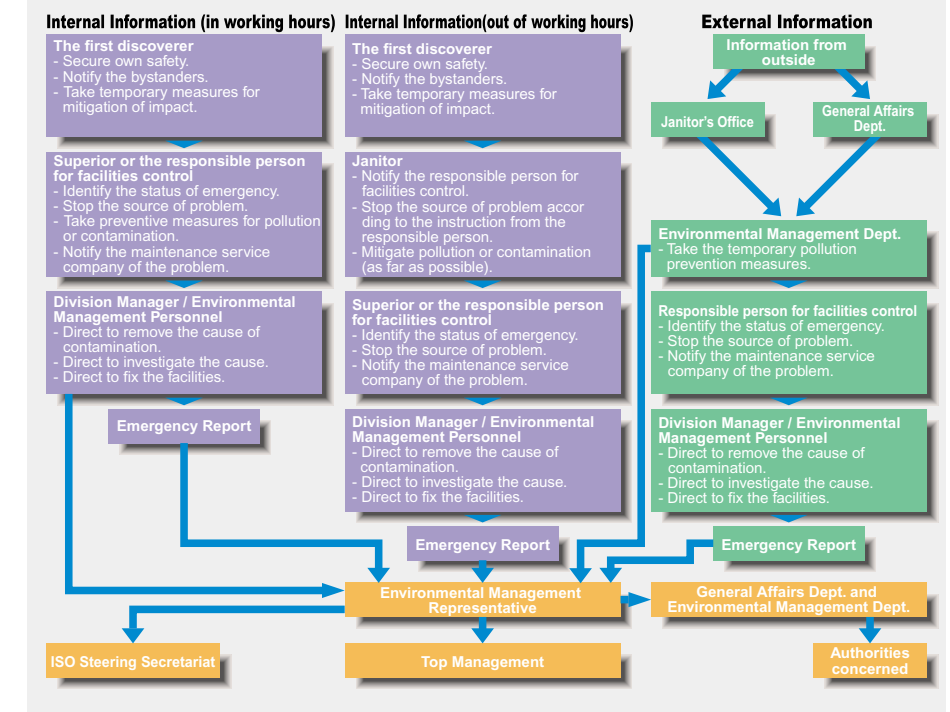 Internal Information (in working hours)
The first discoverer
- Secure own safety.
- Notify the bystanders.
- Take temporary measures for
mitigation of impact.
Superior or the responsible person
for facilities control
- Identify the status of emergency.
- Stop the source of problem.
- Take preventive measures for pollution
or contamination.
- Notify the maintenance service
company of the problem.
Division Manager / Environmental
Management Personnel
- Direct to remove the cause of
contamination.
- Direct to investigate the cause.
- Direct to fix the facilities.
Emergency Report
Internal Information(out of working hours)
The first discoverer
- Secure own safety.
- Notify the bystanders.
- Take temporary measures for
mitigation of impact.
Janitor
- Notify the responsible person for
facilities control.
- Stop the source of problem accor
ding to the instruction from the
responsible person.
- Mitigate pollution or contamination
(as far as possible).
Superior or the responsible person
for facilities control
- Identify the status of emergency.
- Stop the source of problem.
- Notify the maintenance service
company of the problem.
Division Manager / Environmental
Management Personnel
- Direct to remove the cause of
contamination.
- Direct to investigate the cause.
- Direct to fix the facilities.
Emergency Report
External Information
Information from
outside
Janitor's Office
General Affairs
Dept.
Environmental Management Dept.
- Take the temporary pollution
prevention measures.
Responsible person for facilities control
- Identify the status of emergency.
- Stop the source of problem.
- Notify the maintenance service
company of the problem.
Division Manager / Environmental
Management Personnel
- Direct to remove the cause of
contamination.
- Direct to investigate the cause.
- Direct to fix the facilities.
Emergency Report
Environmental Management
Representative
General Affairs Dept. and
Environmental Management Dept.
ISO Steering Secretariat
Top Management
Authorities
concerned